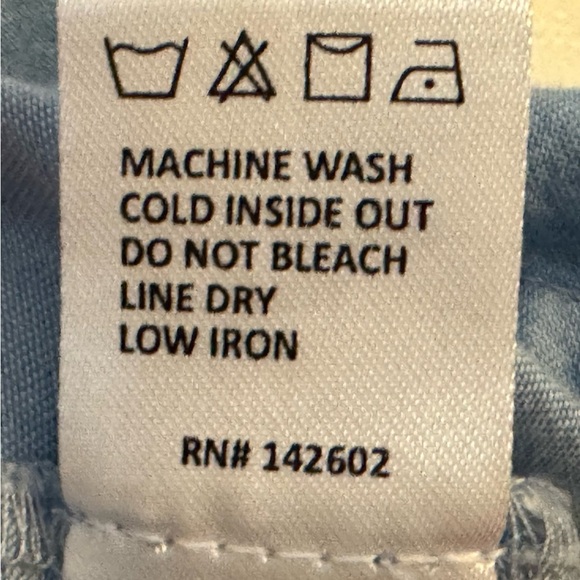 MACHINE WASH
COLD INSIDE OUT
DO NOT BLEACH
LINE DRY
LOW IRON
RN# 142602